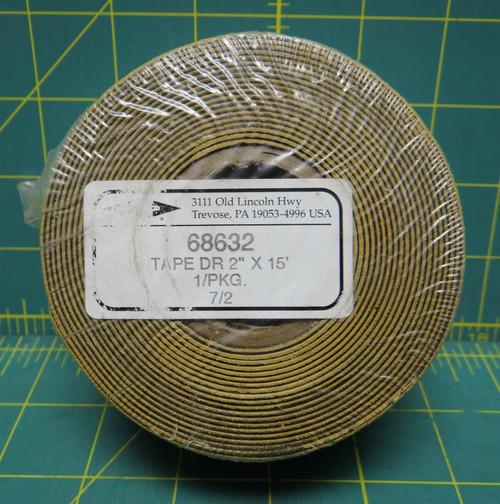 3111 Old Lincoln Hwy
Trevose, PA 19053-4996 USA
68632
TAPE DR 2" X 15'
1/PKG.
7/2